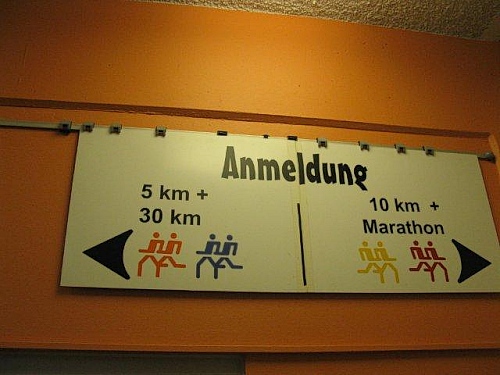 Anmeldung
5 km +
30 km
10 km +
Marathon